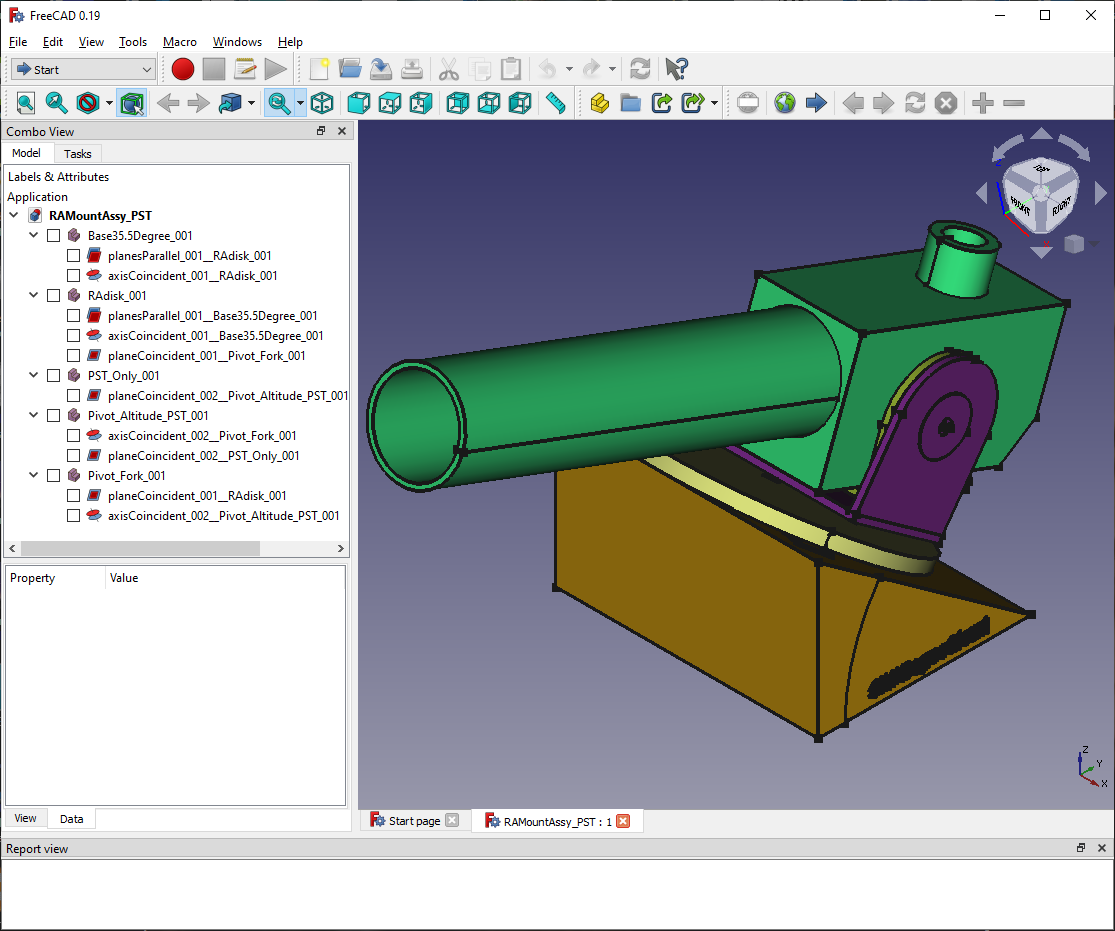 FreeCAD 0.19
File Edit View Tools Macro Windows Help
Start
Combo View
Model Tasks
Labels & Attributes
Application
RAMountAssy_PST
Base35.5Degree_001
planesParallel_001__RAdisk_001
axisCoincident_001__RAdisk_001
RAdisk_001
planesParallel_001__Base35.5Degree_001
axisCoincident_001__Base35.5Degree_001
planeCoincident_001__Pivot_Fork_001
PST_Only_001
planeCoincident_002__Pivot_Altitude_PST_001
Pivot_Altitude_PST_001
axisCoincident_002__Pivot_Fork_001
planeCoincident_002__PST_Only_001
Pivot_Fork_001
planeCoincident_001__RAdisk_001
axisCoincident_002__Pivot_Altitude_PST_001
Property Value
View Data
TOP
FRONT
RIGHT
Z
X
Z
Y
X
Start page
RAMountAssy_PST : 1
Report view